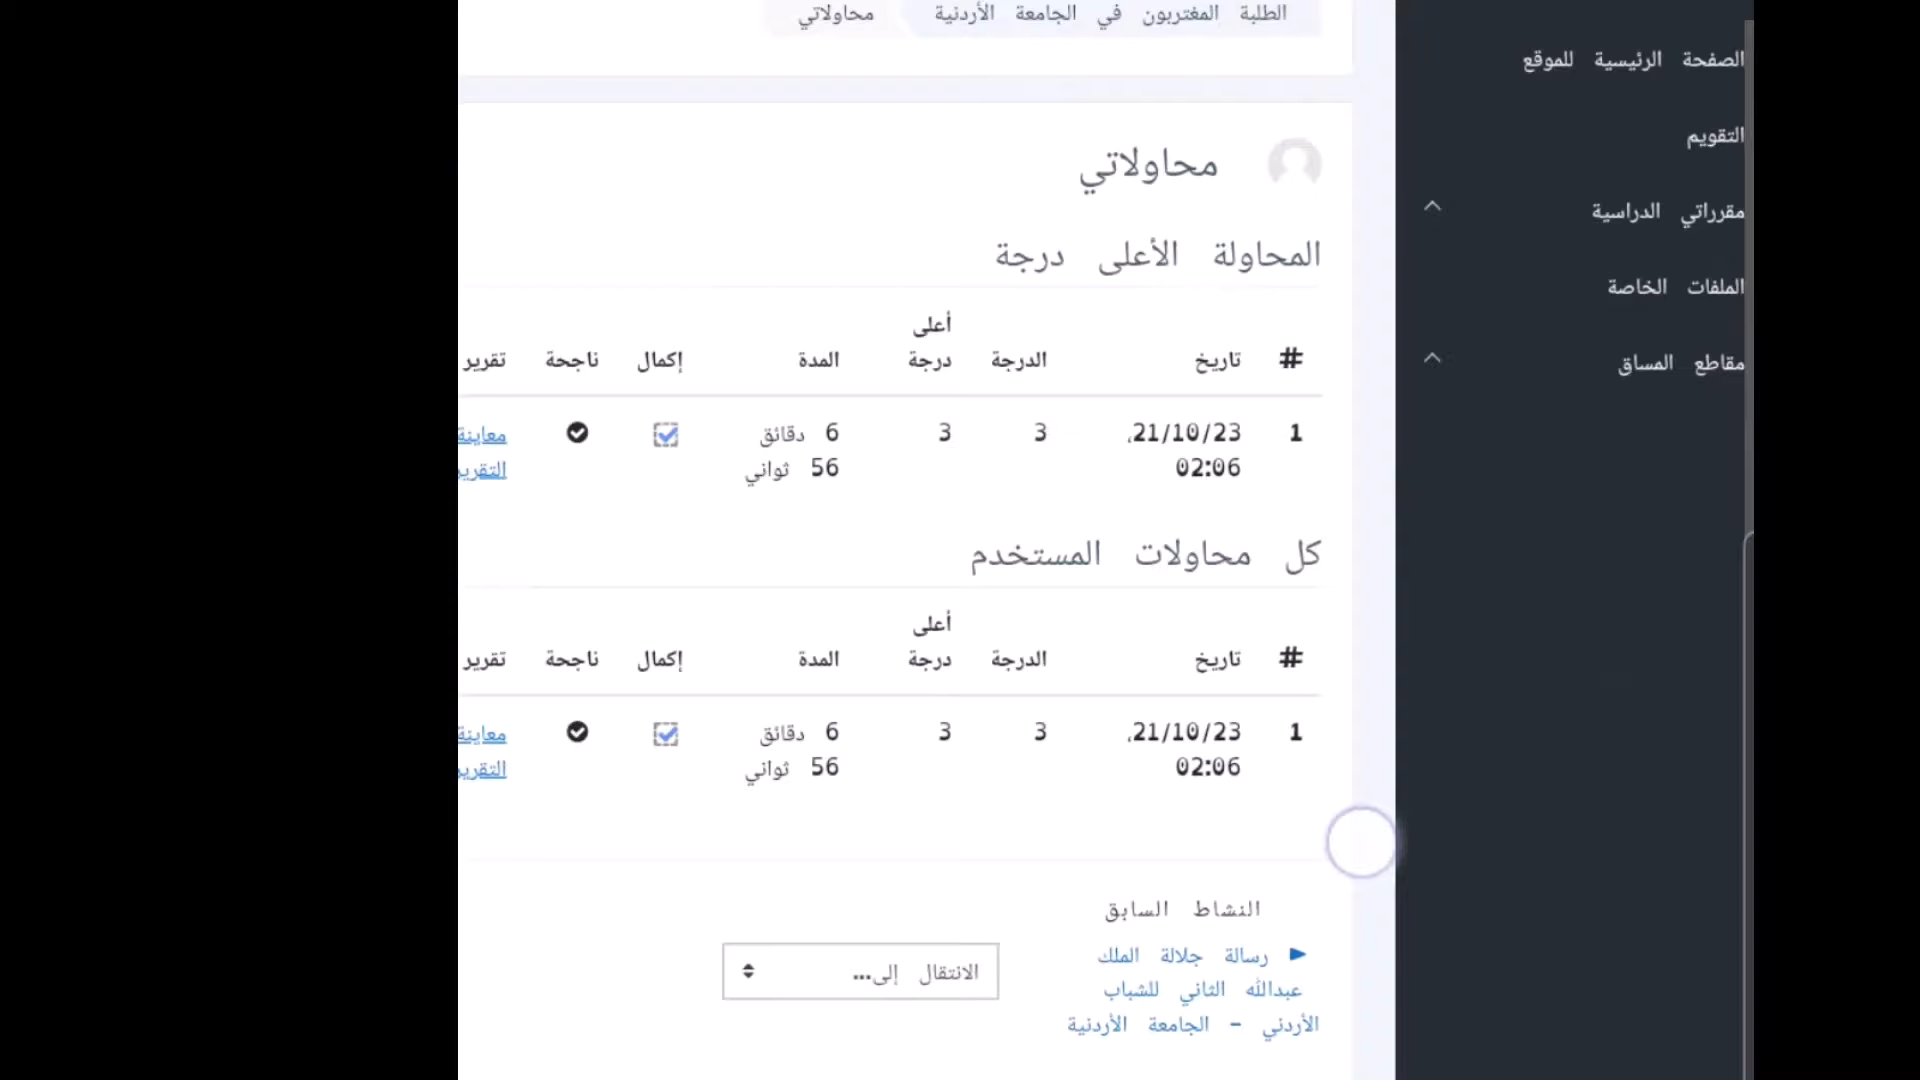 الطلبة المغتربون في الجامعة الأردنية
محاولاتي
محاولاتي
المحاولة الأعلى درجة
# تاريخ الدرجة أعلى درجة المدة إكمال ناجحة تقرير
1 21/10/23، 02:06 3 3 6 دقائق 56 ثواني معاينة التقرير
كل محاولات المستخدم
# تاريخ الدرجة أعلى درجة المدة إكمال ناجحة تقرير
1 21/10/23، 02:06 3 3 6 دقائق 56 ثواني معاينة التقرير
النشاط السابق
رسالة جلالة الملك
عبدالله الثاني للشباب
الأردني – الجامعة الأردنية
الانتقال إلى...
الصفحة الرئيسية للموقع
التقويم
مقرراتي الدراسية
الملفات الخاصة
مقاطع المساق